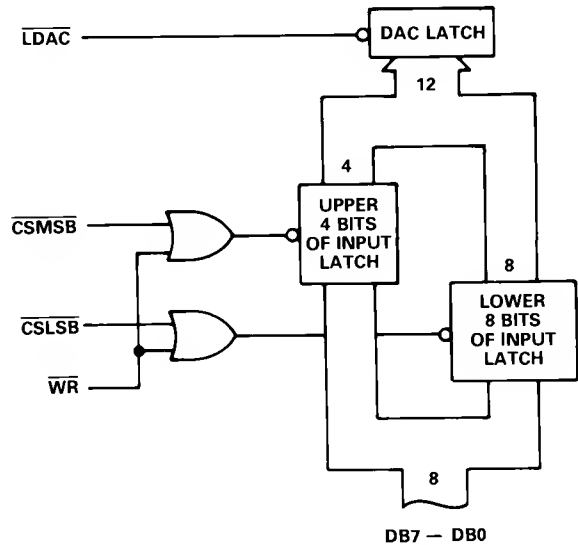 LDAC
DAC LATCH
12
4
CSMSB
UPPER
4 BITS
OF INPUT
LATCH
8
CSLSB
LOWER
8 BITS
OF INPUT
LATCH
WR
8
DB7 — DB0